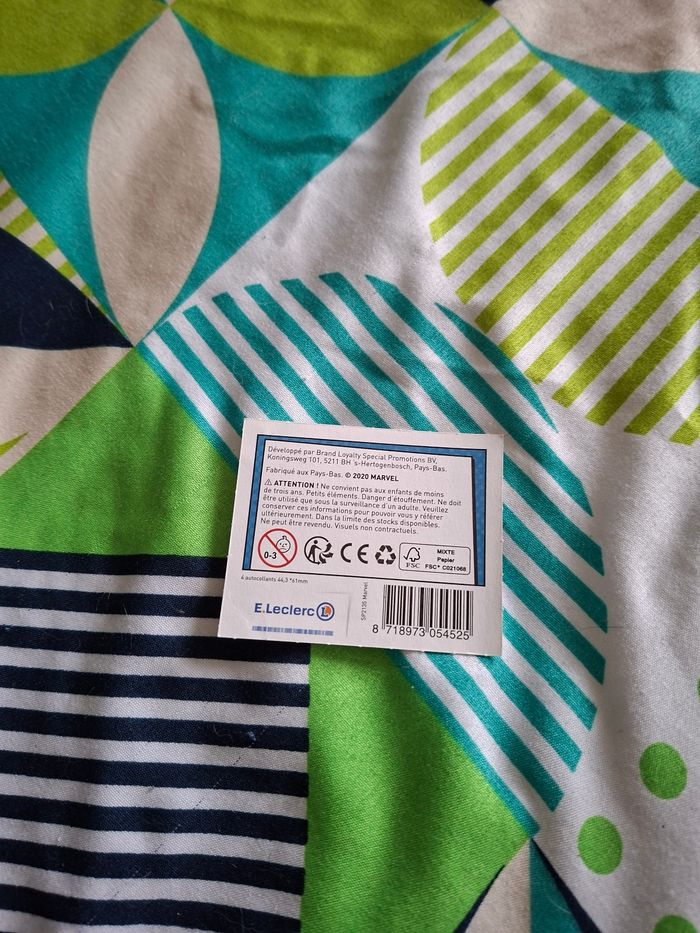 Développé par Brand Loyalty Special Promotions BV,
Koningsweg 101, 5211 BH 's-Hertogenbosch, Pays-Bas.
Fabriqué aux Pays-Bas. © 2020 MARVEL
⚠ ATTENTION ! Ne convient pas aux enfants de moins
de trois ans. Petits éléments. Danger d'étouffement. Ne doit
être utilisé que sous la surveillance d'un adulte. Veuillez
conserver ces informations pour pouvoir vous y référer
ultérieurement. Dans la limite des stocks disponibles.
Ne peut être revendu. Visuels non contractuels.
0-3
CE
FSC
MIXTE
Papier
FSC® C021068
4 autocollants 44,3 *61mm
E.Leclerc L
SP2135 Marvel
8 718973 054525